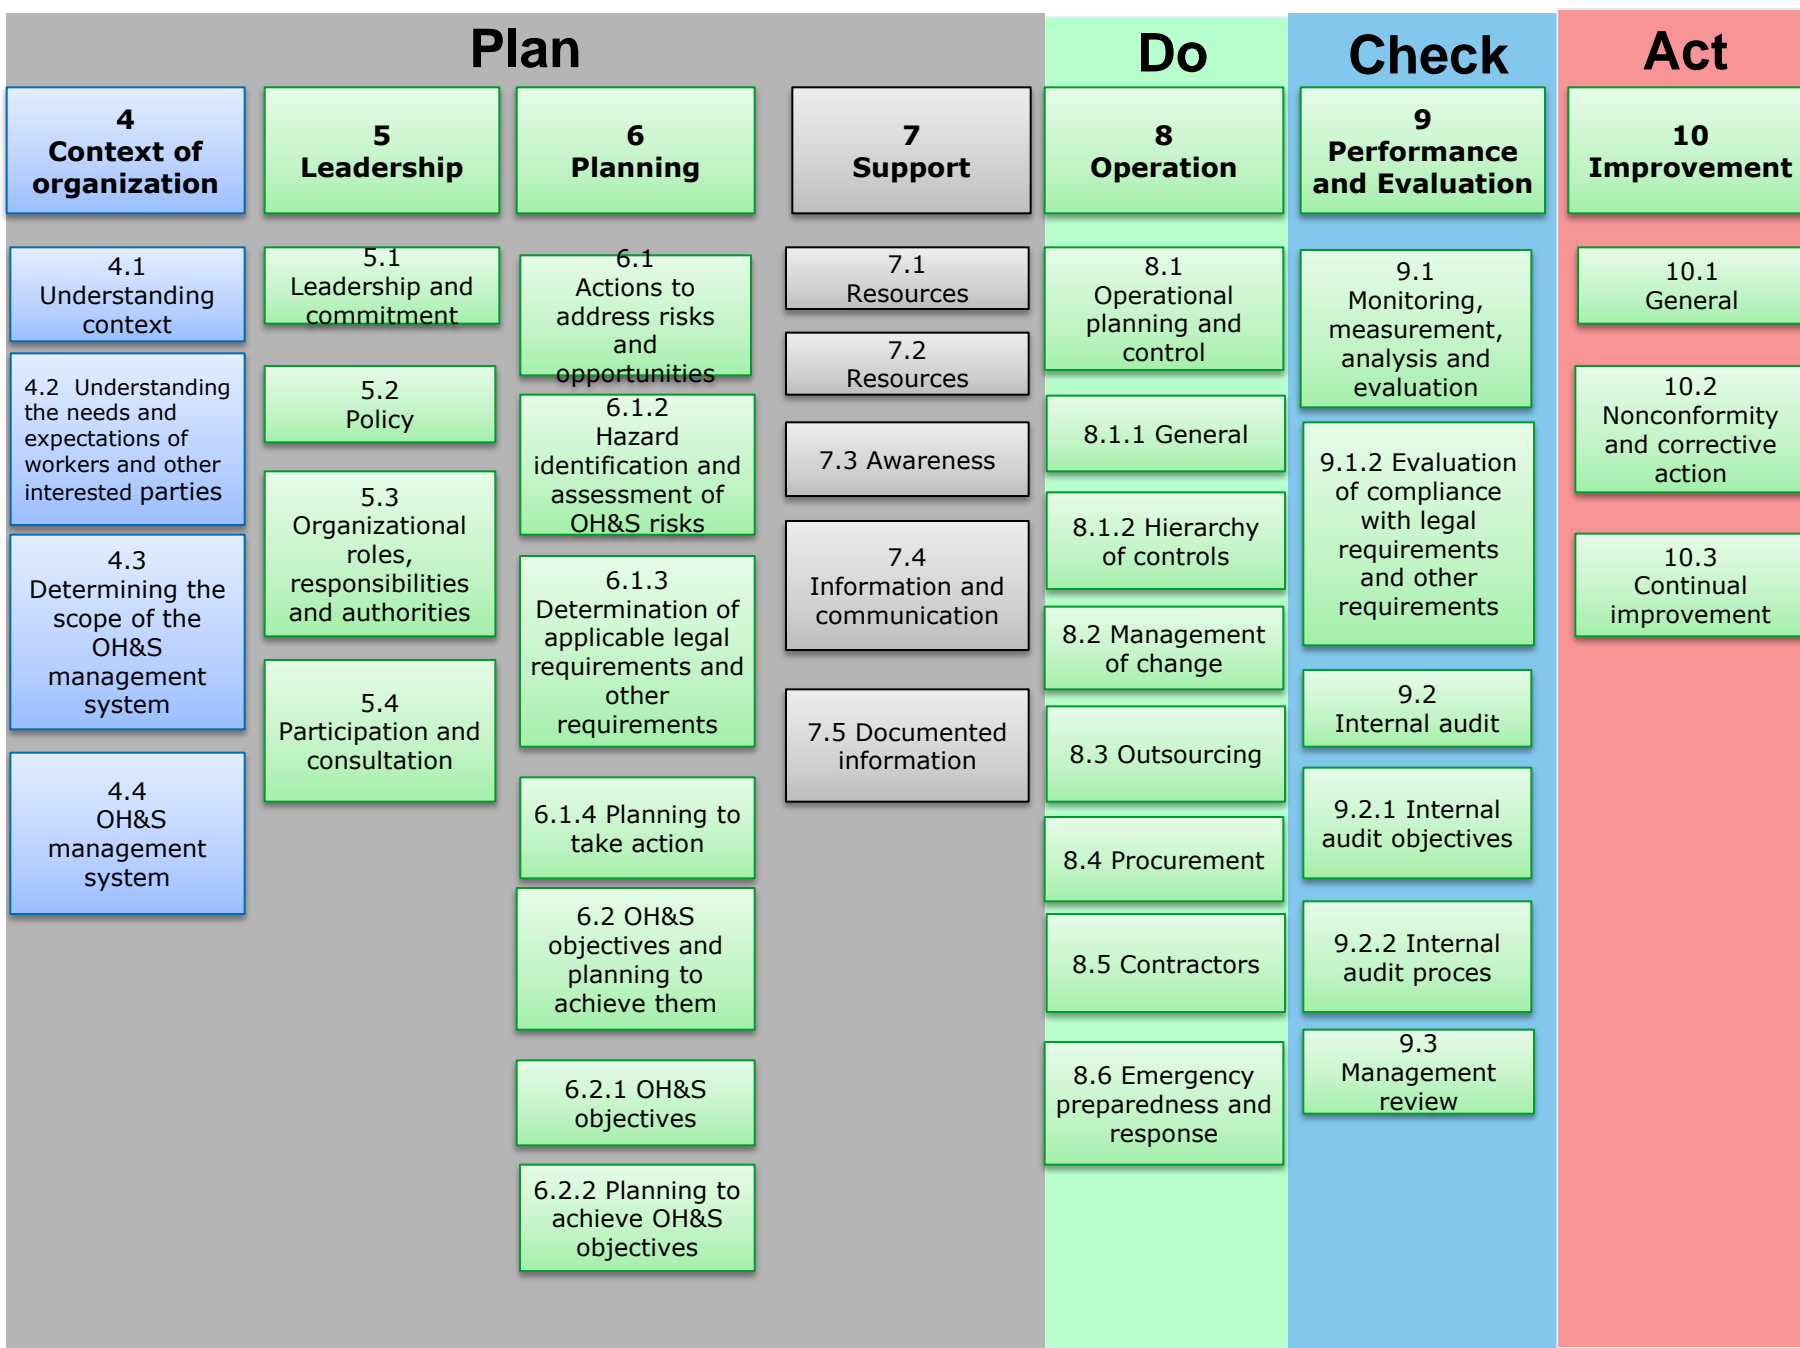 Plan
Do
Check
Act
4
Context of
organization
5
Leadership
6
Planning
7
Support
8
Operation
9
Performance
and Evaluation
10
Improvement
4.1
Understanding
context
4.2 Understanding
the needs and
expectations of
workers and other
interested parties
4.3
Determining the
scope of the
OH&S
management
system
4.4
OH&S
management
system
5.1
Leadership and
commitment
5.2
Policy
5.3
Organizational
roles,
responsibilities
and authorities
5.4
Participation and
consultation
6.1
Actions to
address risks
and
opportunities
6.1.2
Hazard
identification and
assessment of
OH&S risks
6.1.3
Determination of
applicable legal
requirements and
other
requirements
6.1.4 Planning to
take action
6.2 OH&S
objectives and
planning to
achieve them
6.2.1 OH&S
objectives
6.2.2 Planning to
achieve OH&S
objectives
7.1
Resources
7.2
Resources
7.3 Awareness
7.4
Information and
communication
7.5 Documented
information
8.1
Operational
planning and
control
8.1.1 General
8.1.2 Hierarchy
of controls
8.2 Management
of change
8.3 Outsourcing
8.4 Procurement
8.5 Contractors
8.6 Emergency
preparedness and
response
9.1
Monitoring,
measurement,
analysis and
evaluation
9.1.2 Evaluation
of compliance
with legal
requirements
and other
requirements
9.2
Internal audit
9.2.1 Internal
audit objectives
9.2.2 Internal
audit proces
9.3
Management
review
10.1
General
10.2
Nonconformity
and corrective
action
10.3
Continual
improvement